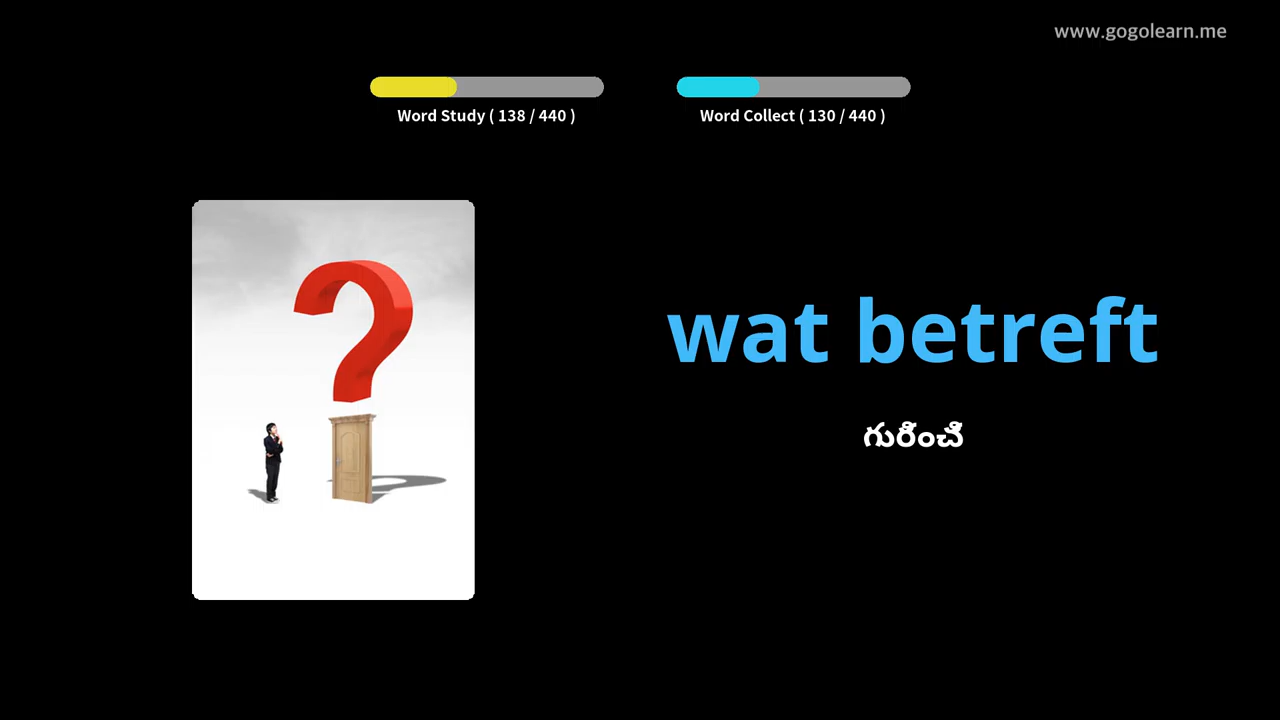 www.gogolearn.me
Word Study ( 138 / 440 )
Word Collect ( 130 / 440 )
wat betreft
గురించి